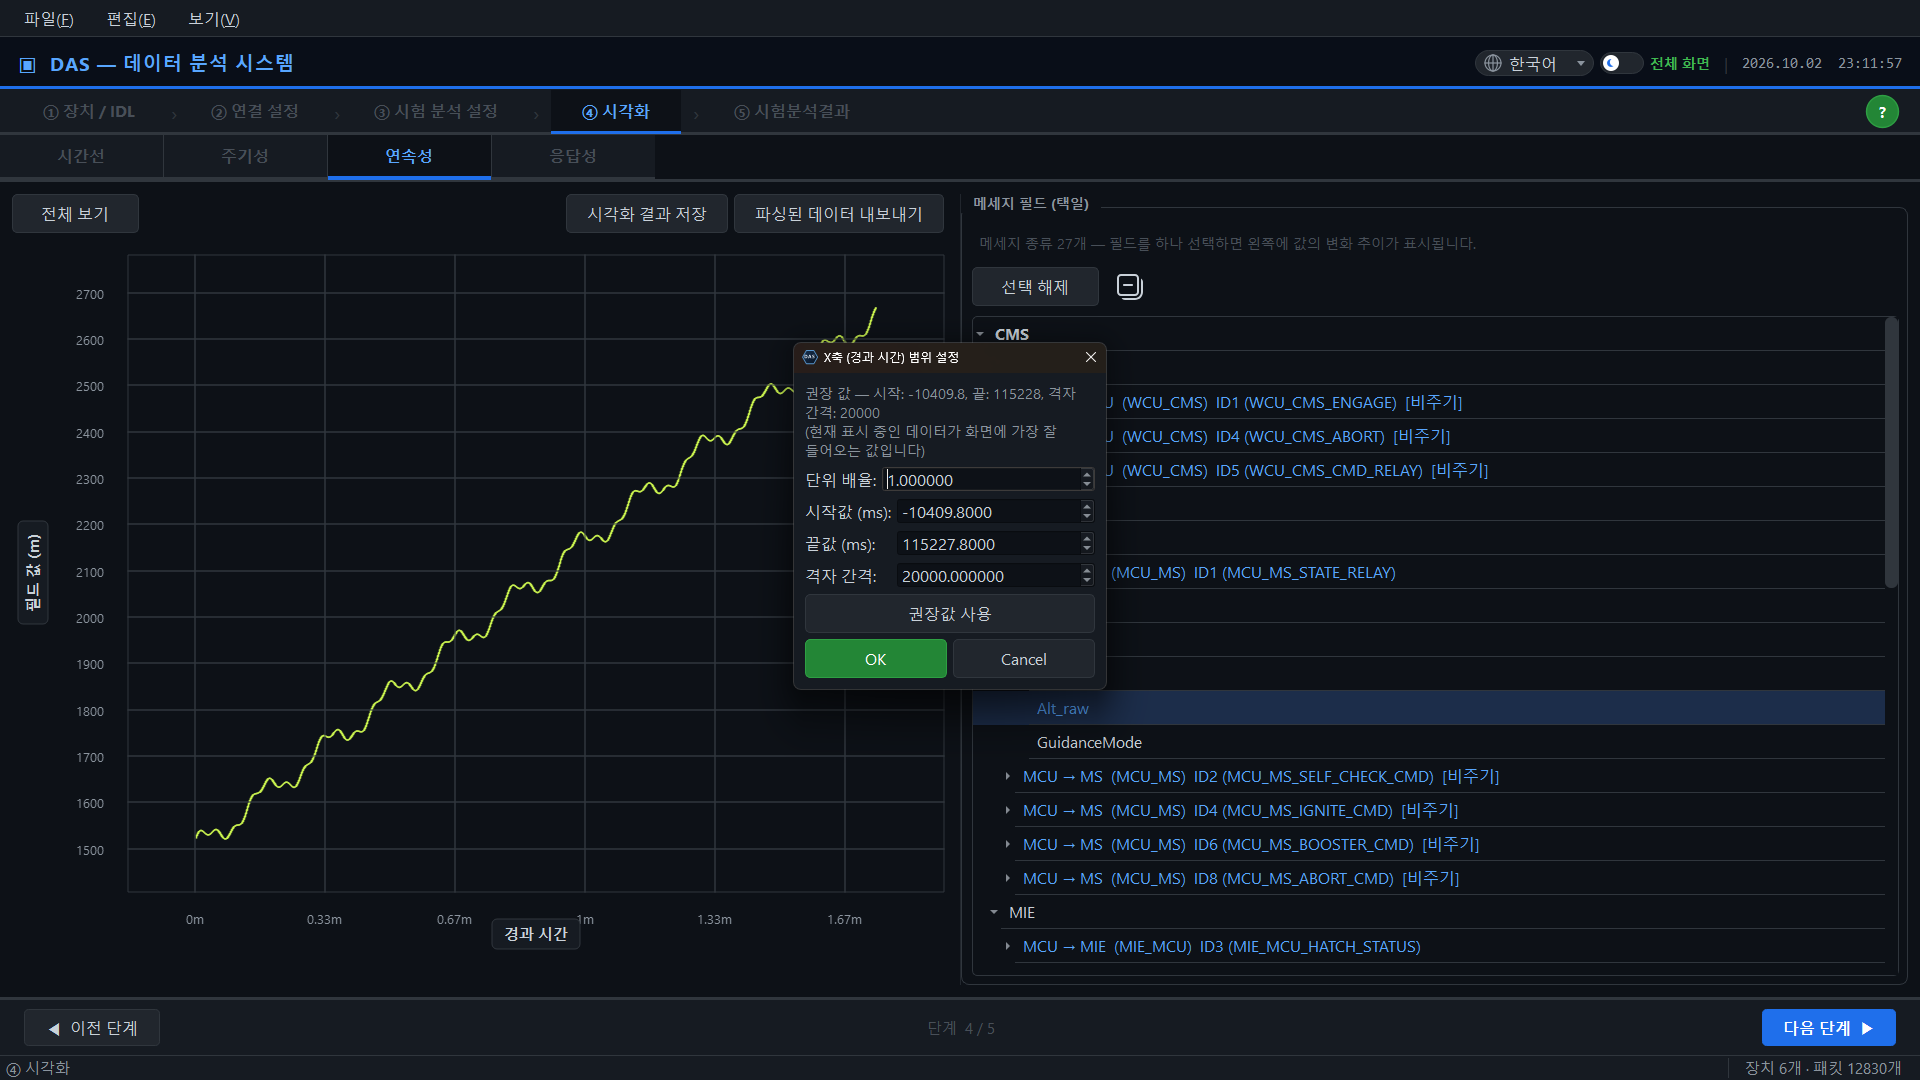 파일(F) 편집(E) 보기(V)
DAS — 데이터 분석 시스템
한국어
전체 화면
2026.10.02 23:11:57
① 장치 / IDL
› ② 연결 설정
› ③ 시험 분석 설정
› ④ 시각화
› ⑤ 시험분석결과
?
시간선
주기성
연속성
응답성
전체 보기
시각화 결과 저장
파싱된 데이터 내보내기
2700
2600
2500
2400
2300
2200
2100
2000
1900
1800
1700
1600
1500
필드 값 (m)
0m
0.33m
0.67m
1m
1.33m
1.67m
경과 시간
메세지 필드 (택일)
메세지 종류 27개 — 필드를 하나 선택하면 왼쪽에 값의 변화 추이가 표시됩니다.
선택 해제
CMS
(WCU_CMS) ID1 (WCU_CMS_ENGAGE) [비주기]
(WCU_CMS) ID4 (WCU_CMS_ABORT) [비주기]
(WCU_CMS) ID5 (WCU_CMS_CMD_RELAY) [비주기]
(MCU_MS) ID1 (MCU_MS_STATE_RELAY)
Alt_raw
GuidanceMode
MCU → MS (MCU_MS) ID2 (MCU_MS_SELF_CHECK_CMD) [비주기]
MCU → MS (MCU_MS) ID4 (MCU_MS_IGNITE_CMD) [비주기]
MCU → MS (MCU_MS) ID6 (MCU_MS_BOOSTER_CMD) [비주기]
MCU → MS (MCU_MS) ID8 (MCU_MS_ABORT_CMD) [비주기]
MIE
MCU → MIE (MIE_MCU) ID3 (MIE_MCU_HATCH_STATUS)
X축 (경과 시간) 범위 설정
권장 값 — 시작: -10409.8, 끝: 115228, 격자
간격: 20000
(현재 표시 중인 데이터가 화면에 가장 잘
들어오는 값입니다)
단위 배율: 1.000000
시작값 (ms): -10409.8000
끝값 (ms): 115227.8000
격자 간격: 20000.000000
권장값 사용
OK
Cancel
◀ 이전 단계
단계 4 / 5
다음 단계 ▶
④ 시각화
장치 6개 · 패킷 12830개